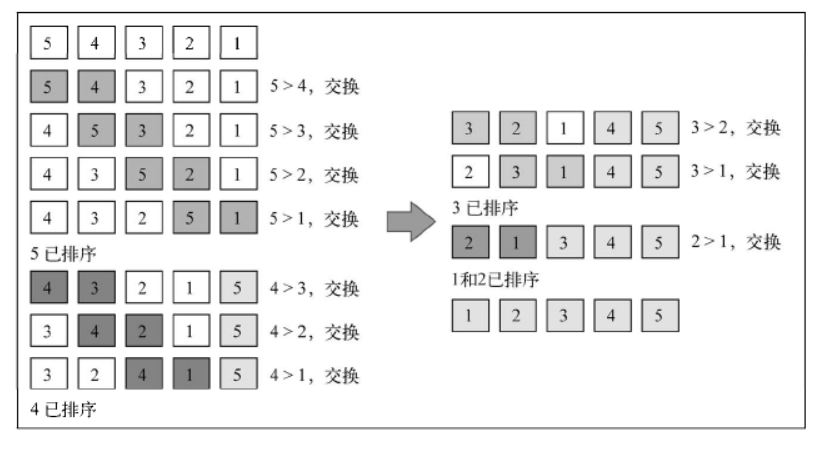 5 4 3 2 1
5 4 3 2 1 5 > 4，交换
4 5 3 2 1 5 > 3，交换
4 3 5 2 1 5 > 2，交换
4 3 2 5 1 5 > 1，交换
5 已排序
4 3 2 1 5 4 > 3，交换
3 4 2 1 5 4 > 2，交换
3 2 4 1 5 4 > 1，交换
4 已排序
3 2 1 4 5 3 > 2，交换
2 3 1 4 5 3 > 1，交换
3 已排序
2 1 3 4 5 2 > 1，交换
1和2已排序
1 2 3 4 5